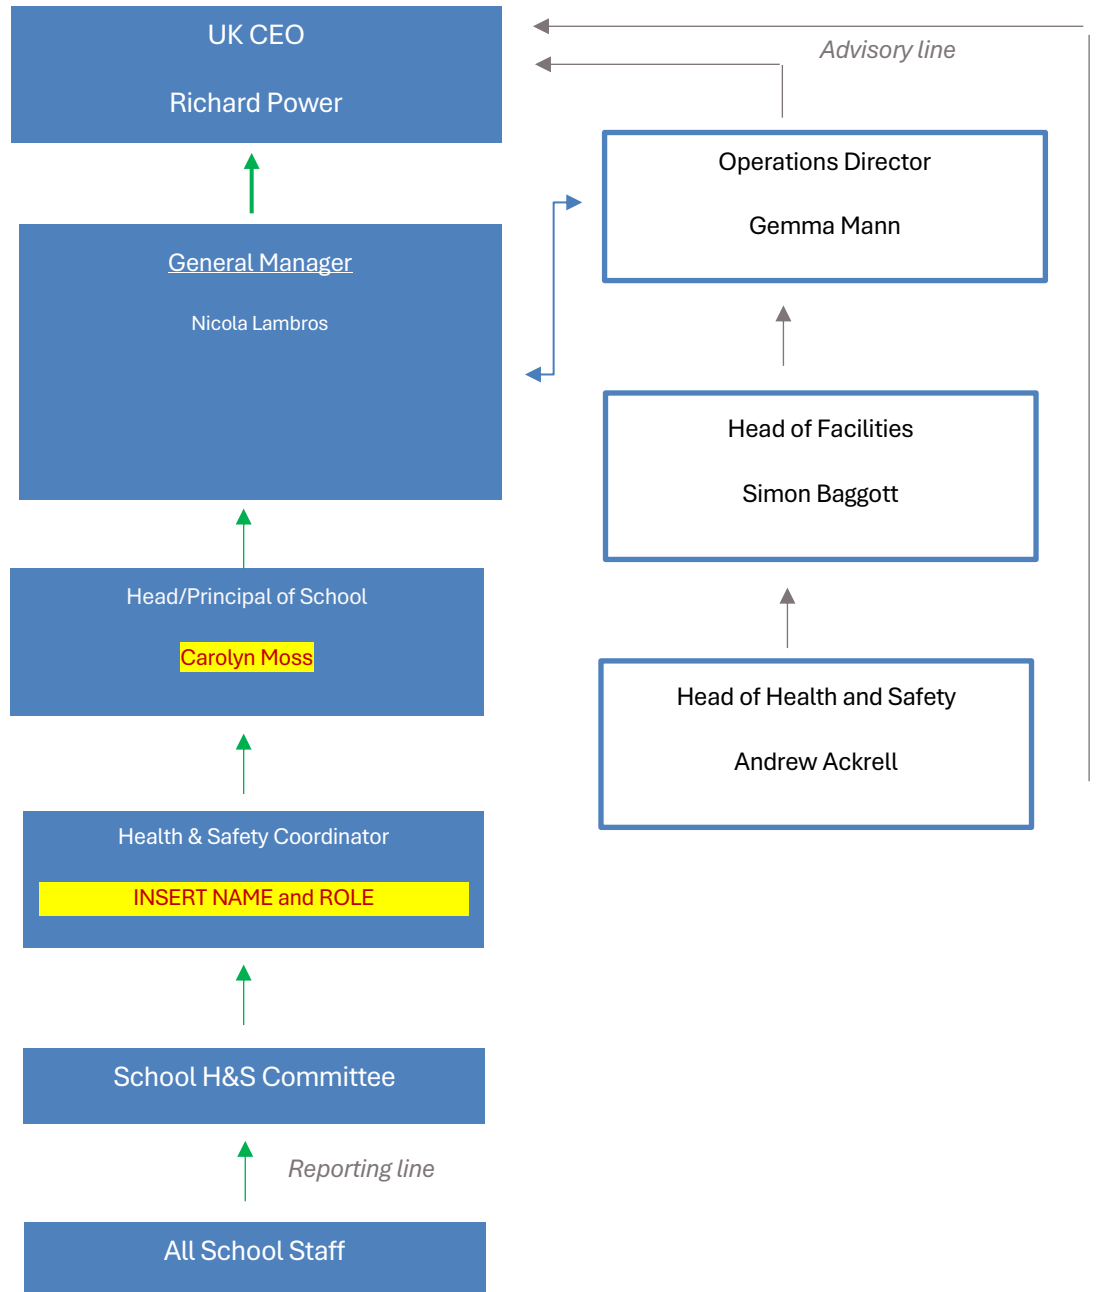 UK CEO
Richard Power
Advisory line
Operations Director
Gemma Mann
General Manager
Nicola Lambros
Head of Facilities
Simon Baggott
Head/Principal of School
Carolyn Moss
Head of Health and Safety
Andrew Ackrell
Health & Safety Coordinator
INSERT NAME and ROLE
School H&S Committee
Reporting line
All School Staff